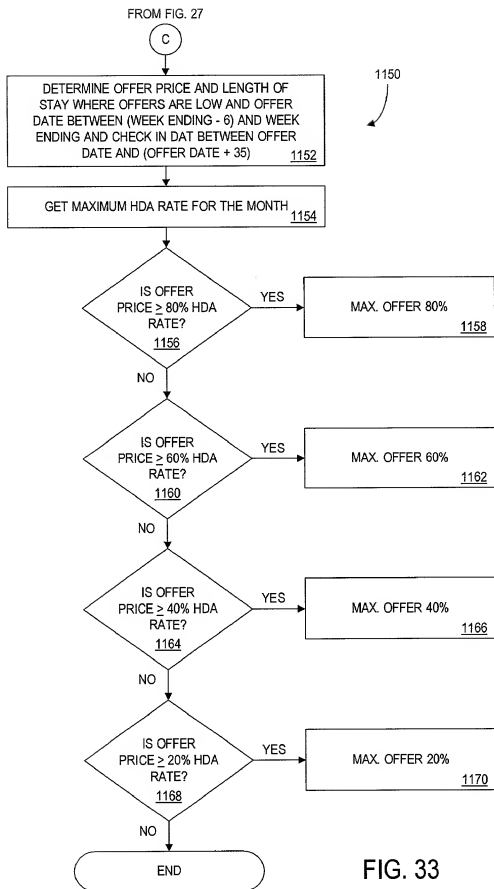 FROM FIG. 27
C
1150
DETERMINE OFFER PRICE AND LENGTH OF
STAY WHERE OFFERS ARE LOW AND OFFER
DATE BETWEEN (WEEK ENDING - 6) AND WEEK
ENDING AND CHECK IN DAT BETWEEN OFFER
DATE AND (OFFER DATE + 35)
1152
GET MAXIMUM HDA RATE FOR THE MONTH
1154
IS OFFER
PRICE ≥ 80% HDA
RATE?
1156
YES
MAX. OFFER 80%
1158
NO
IS OFFER
PRICE ≥ 60% HDA
RATE?
1160
YES
MAX. OFFER 60%
1162
NO
IS OFFER
PRICE ≥ 40% HDA
RATE?
1164
YES
MAX. OFFER 40%
1166
NO
IS OFFER
PRICE ≥ 20% HDA
RATE?
1168
YES
MAX. OFFER 20%
1170
NO
END
FIG. 33